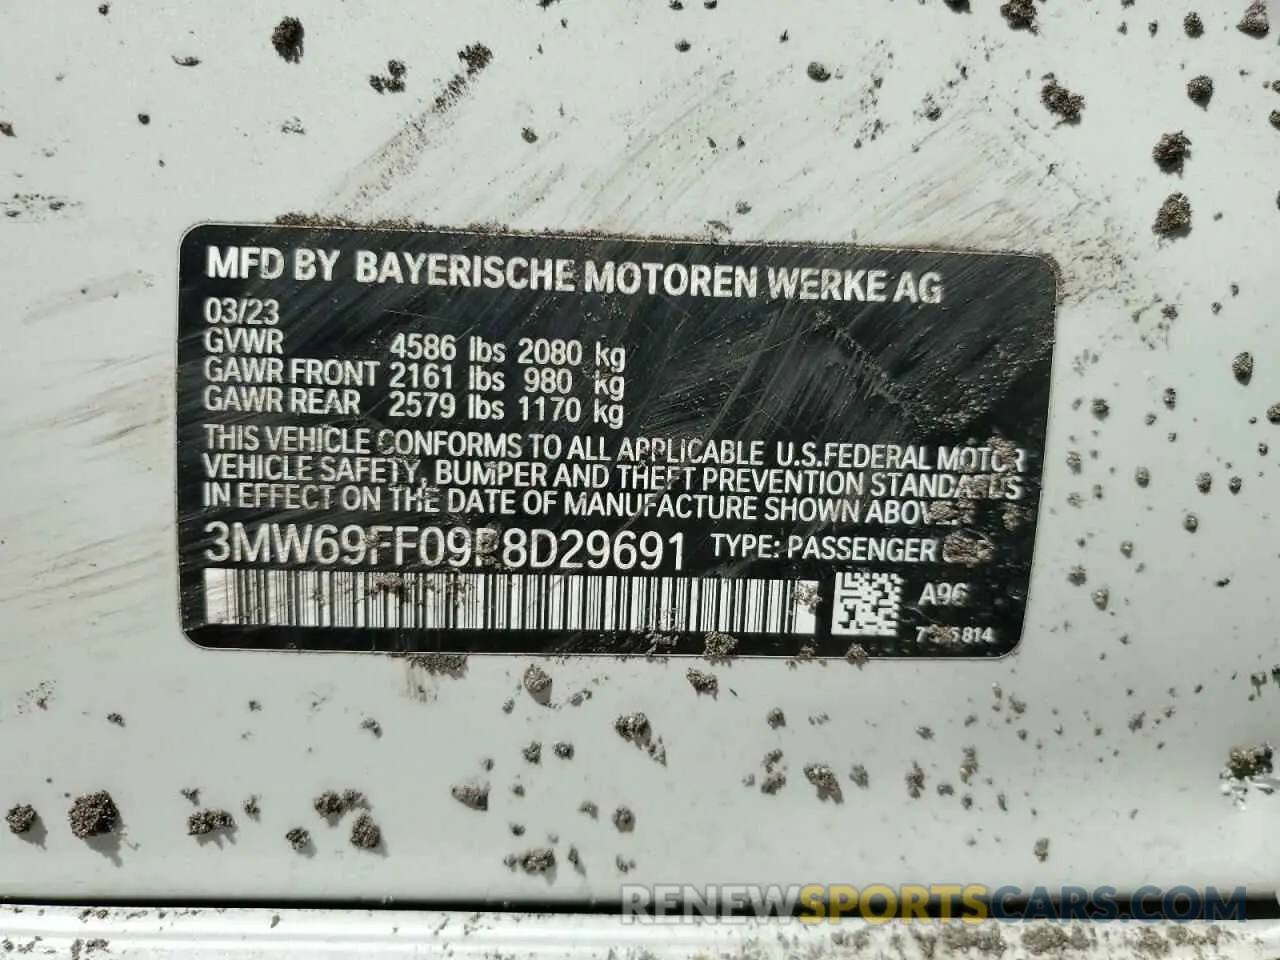 MFD BY BAYERISCHE MOTOREN WERKE AG
03/23
GVWR 4586 lbs 2080 kg
GAWR FRONT 2161 lbs 980 kg
GAWR REAR 2579 lbs 1170 kg
THIS VEHICLE CONFORMS TO ALL APPLICABLE U.S.FEDERAL MOTOR
VEHICLE SAFETY, BUMPER AND THEFT PREVENTION STANDARDS
IN EFFECT ON THE DATE OF MANUFACTURE SHOWN ABOVE.
3MW69FF09P8D29691 TYPE: PASSENGER
A96
RENEWSPORTSCARS.COM